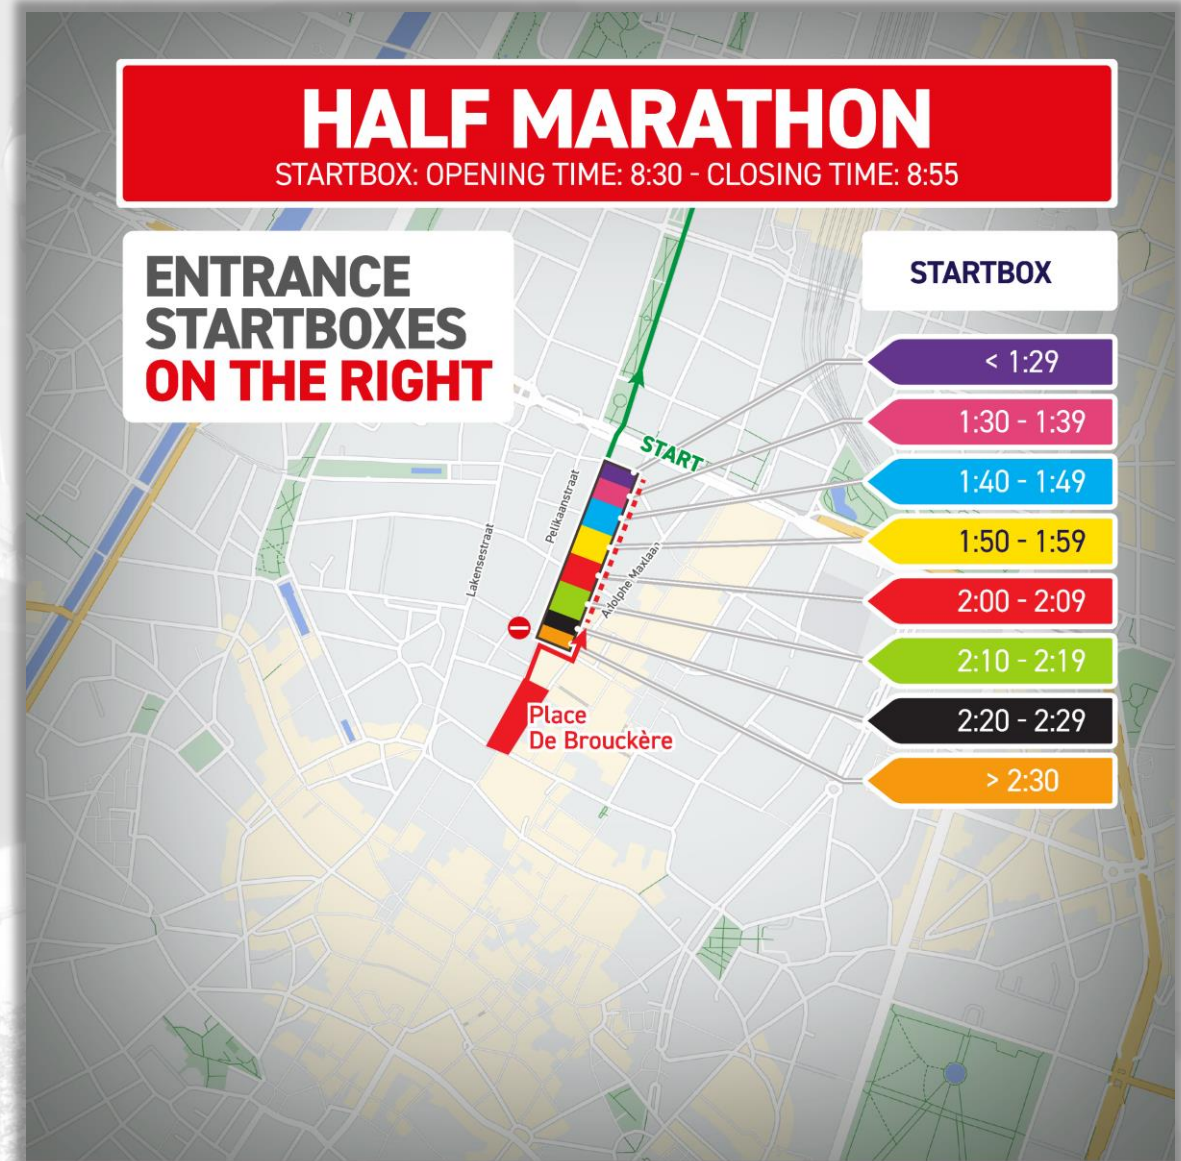 HALF MARATHON
STARTBOX: OPENING TIME: 8:30 - CLOSING TIME: 8:55
ENTRANCE
STARTBOXES
ON THE RIGHT
STARTBOX
< 1:29
1:30 - 1:39
1:40 - 1:49
1:50 - 1:59
2:00 - 2:09
2:10 - 2:19
2:20 - 2:29
> 2:30
START
Pelikaanstraat
Lakensestraat
Adolphe Maxlaan
Place
De Brouckère